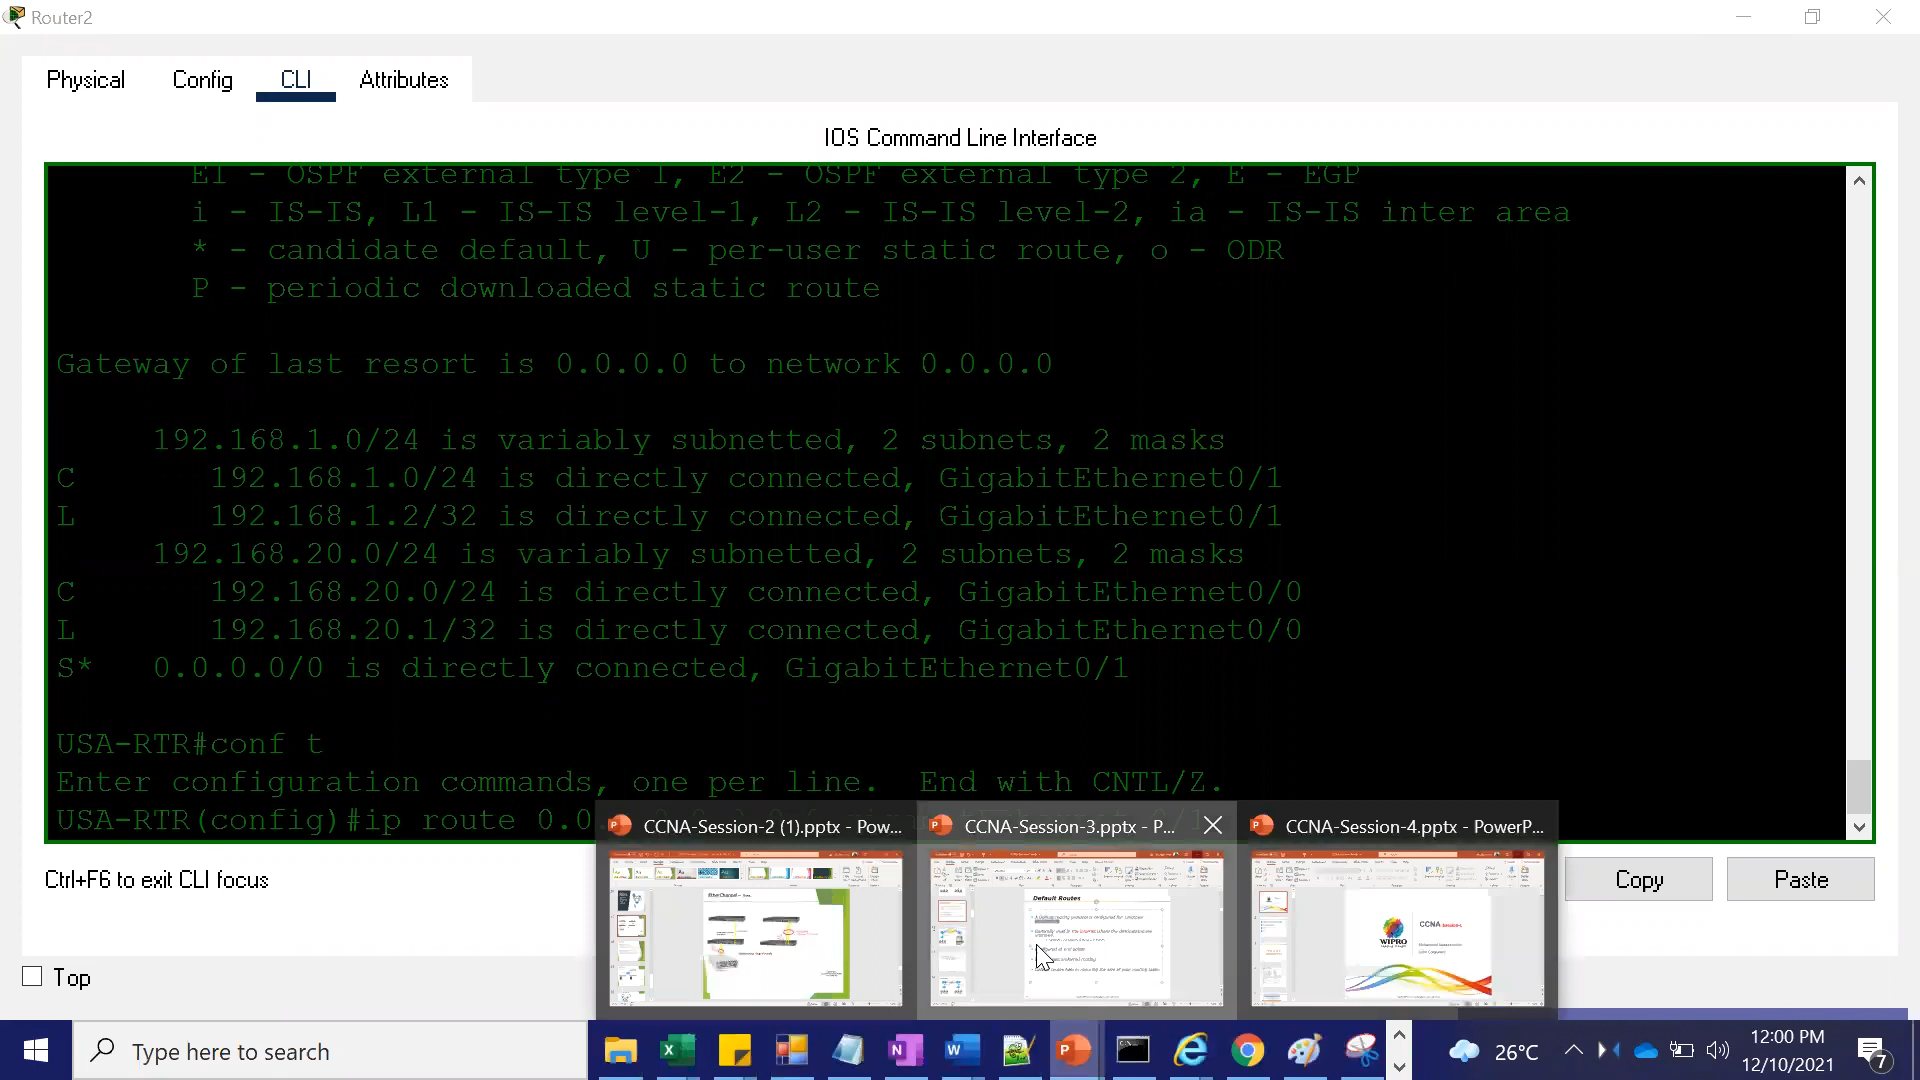 Router2
Physical Config CLI Attributes
IOS Command Line Interface
E1 - OSPF external type 1, E2 - OSPF external type 2, E - EGP
i - IS-IS, L1 - IS-IS level-1, L2 - IS-IS level-2, ia - IS-IS inter area
* - candidate default, U - per-user static route, o - ODR
P - periodic downloaded static route
Gateway of last resort is 0.0.0.0 to network 0.0.0.0
192.168.1.0/24 is variably subnetted, 2 subnets, 2 masks
C 192.168.1.0/24 is directly connected, GigabitEthernet0/1
L 192.168.1.2/32 is directly connected, GigabitEthernet0/1
192.168.20.0/24 is variably subnetted, 2 subnets, 2 masks
C 192.168.20.0/24 is directly connected, GigabitEthernet0/0
L 192.168.20.1/32 is directly connected, GigabitEthernet0/0
S* 0.0.0.0/0 is directly connected, GigabitEthernet0/1
USA-RTR#conf t
Enter configuration commands, one per line. End with CNTL/Z.
USA-RTR(config)#ip route 0.0
CCNA-Session-2 (1).pptx - Pow...
CCNA-Session-3.pptx - P...
CCNA-Session-4.pptx - PowerP...
Default Routes
WIPRO
CCNA
Ctrl+F6 to exit CLI focus
Copy
Paste
Top
Type here to search
26°C
12:00 PM
12/10/2021
7